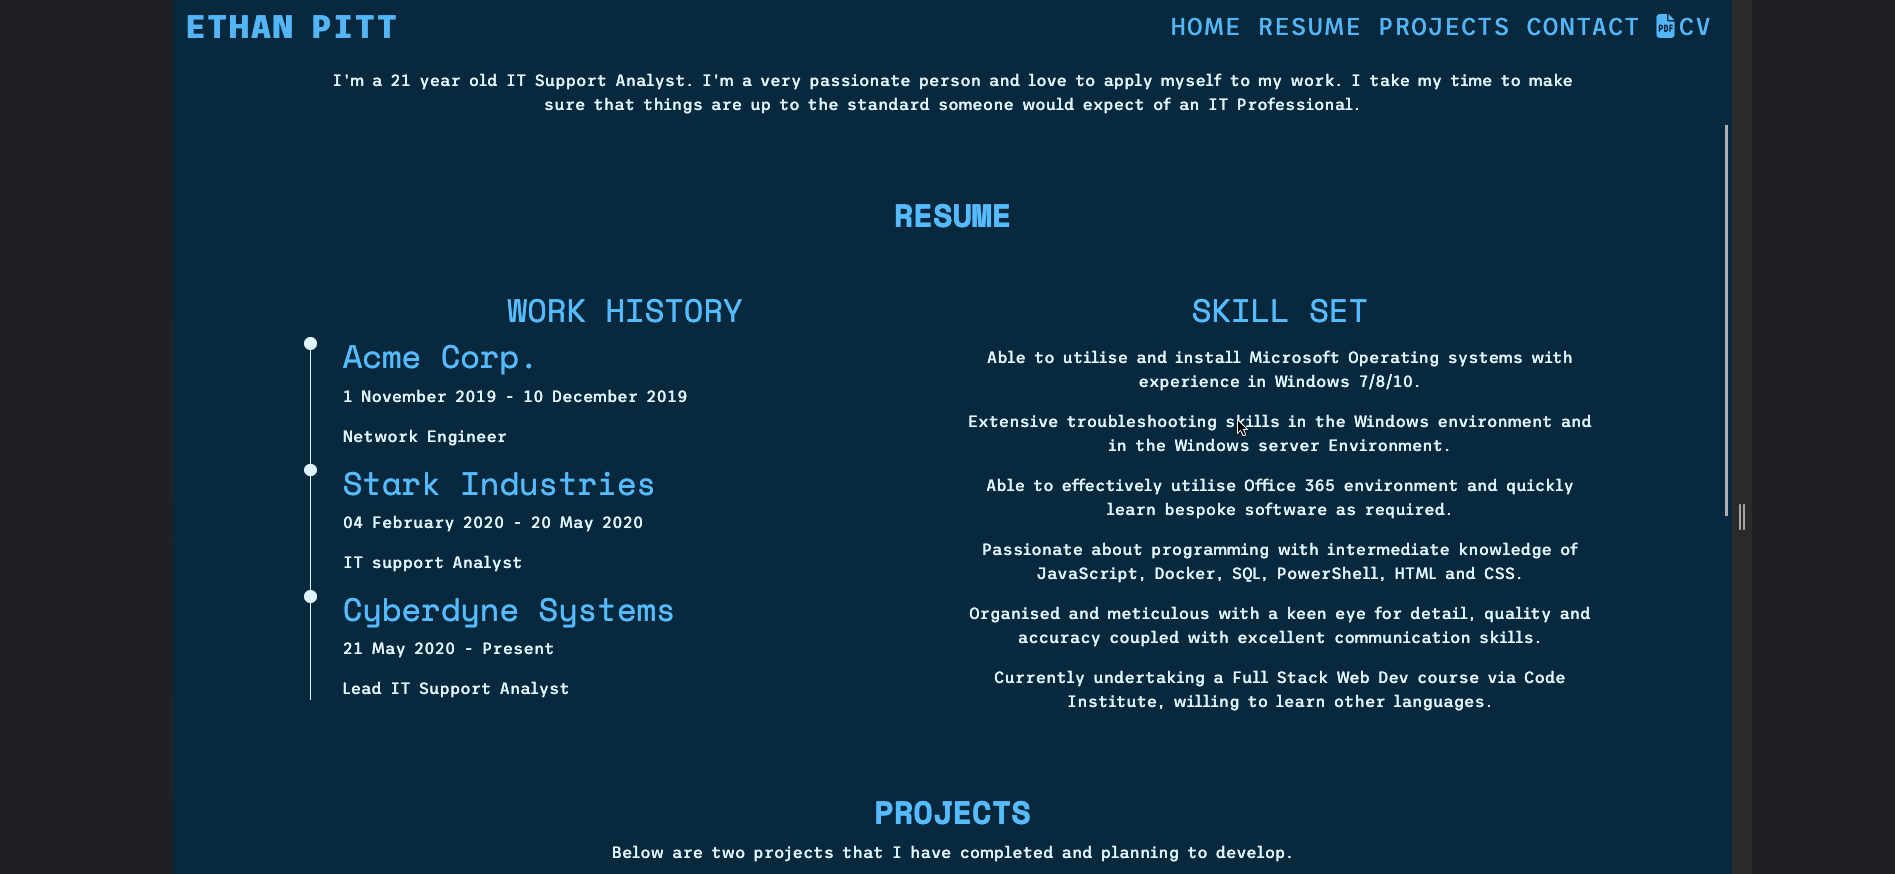 ETHAN PITT
HOME RESUME PROJECTS CONTACT PDF CV
I'm a 21 year old IT Support Analyst. I'm a very passionate person and love to apply myself to my work. I take my time to make
sure that things are up to the standard someone would expect of an IT Professional.
RESUME
WORK HISTORY
Acme Corp.
1 November 2019 - 10 December 2019
Network Engineer
Stark Industries
04 February 2020 - 20 May 2020
IT support Analyst
Cyberdyne Systems
21 May 2020 - Present
Lead IT Support Analyst
SKILL SET
Able to utilise and install Microsoft Operating systems with
experience in Windows 7/8/10.
Extensive troubleshooting skills in the Windows environment and
in the Windows server Environment.
Able to effectively utilise Office 365 environment and quickly
learn bespoke software as required.
Passionate about programming with intermediate knowledge of
JavaScript, Docker, SQL, PowerShell, HTML and CSS.
Organised and meticulous with a keen eye for detail, quality and
accuracy coupled with excellent communication skills.
Currently undertaking a Full Stack Web Dev course via Code
Institute, willing to learn other languages.
PROJECTS
Below are two projects that I have completed and planning to develop.